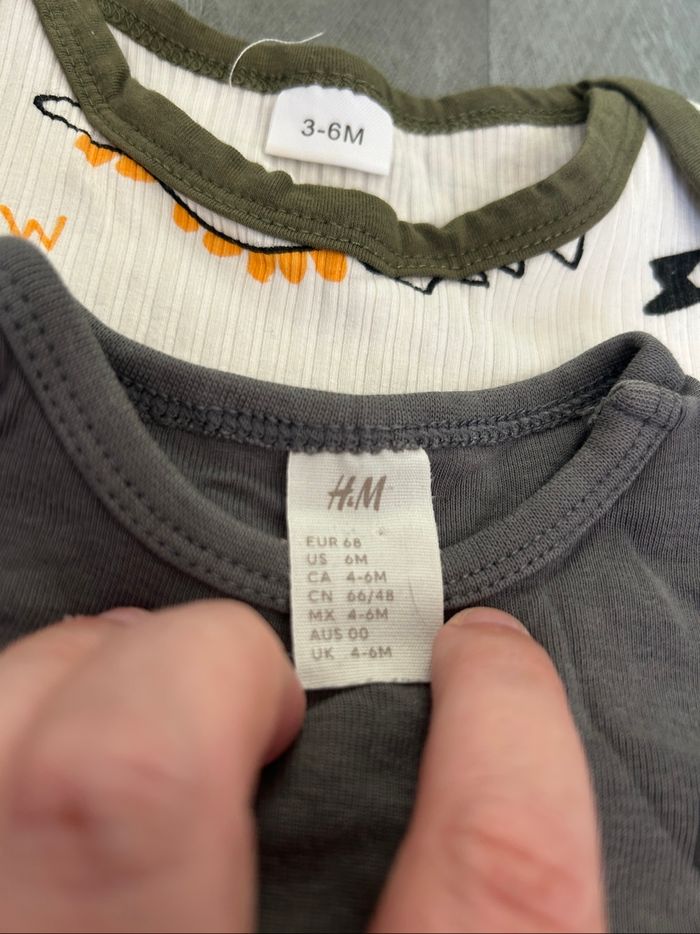 3-6M
W
H&M
EUR 68
US 6M
CA 4-6M
CN 66/48
MX 4-6M
AUS 00
UK 4-6M